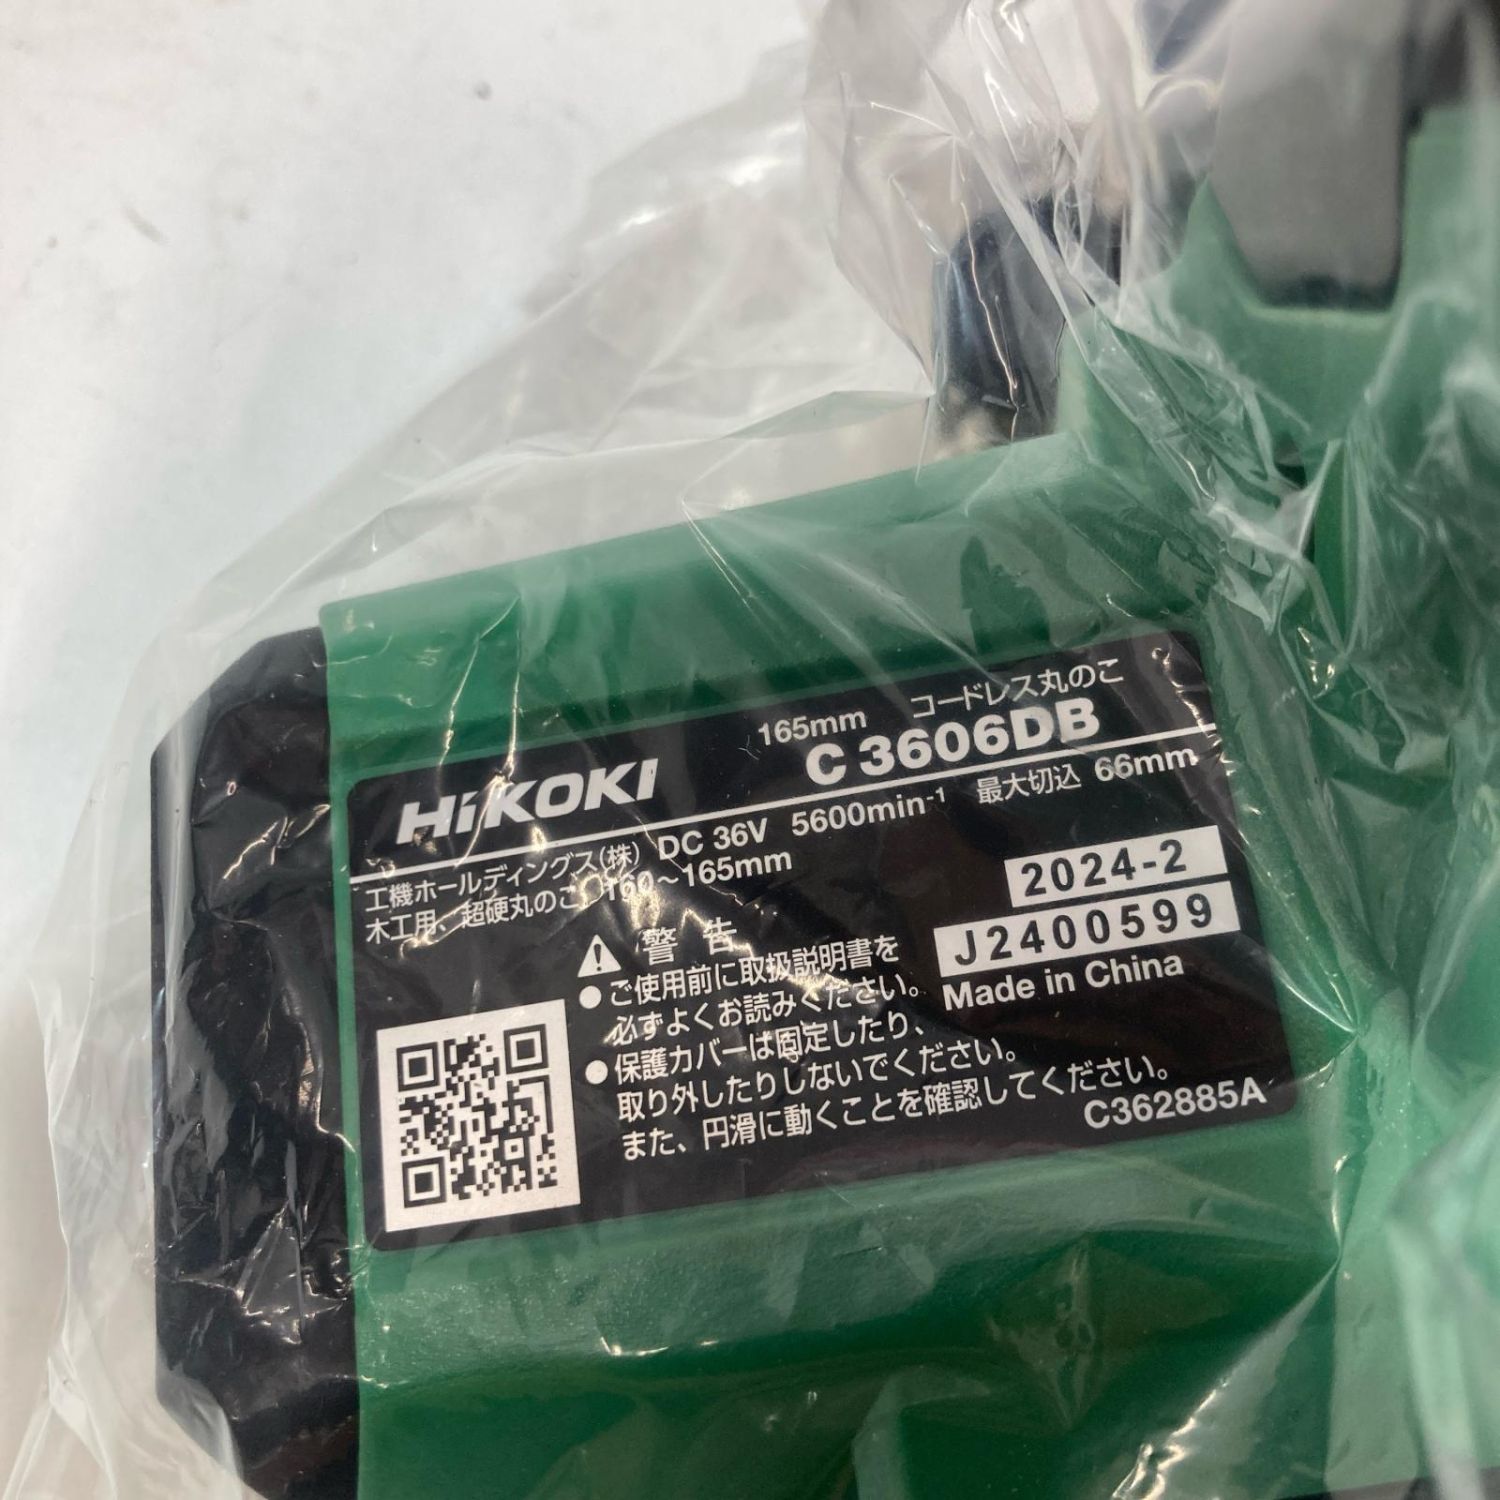 165mm コードレス丸のこ
HiKOKI C 3606DB
工機ホールディングス(株) DC 36V 5600min-1 最大切込 66mm
木工用、超硬丸のこ 160~165mm
2024-2
J2400599
Made in China
警告
● ご使用前に取扱説明書を
必ずよくお読みください。
● 保護カバーは固定したり、
取り外したりしないでください。
また、円滑に動くことを確認してください。
C362885A